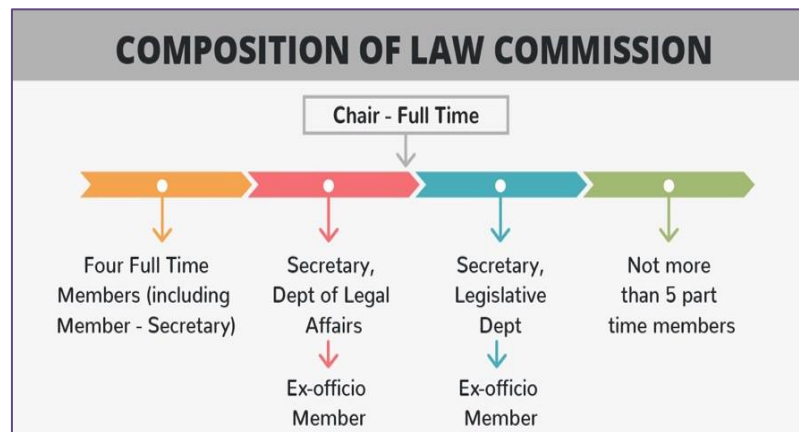 COMPOSITION OF LAW COMMISSION
Chair - Full Time
Four Full Time
Members (including
Member - Secretary)
Secretary,
Dept of Legal
Affairs
Ex-officio
Member
Secretary,
Legislative
Dept
Ex-officio
Member
Not more
than 5 part
time members